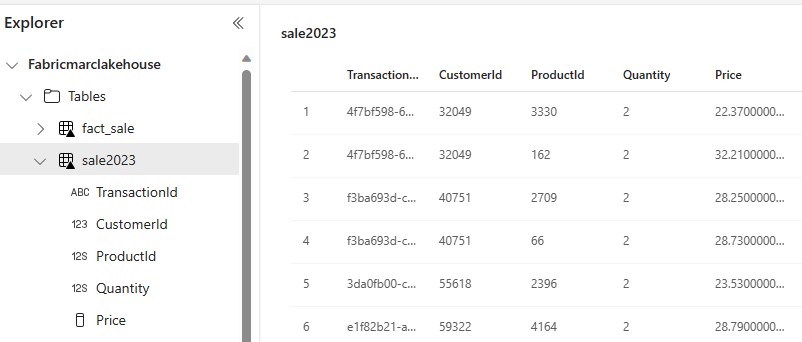 Explorer
Fabricmarclakehouse
Tables
fact_sale
sale2023
ABC TransactionId
123 CustomerId
12S ProductId
12S Quantity
Price
sale2023
Transaction... CustomerId ProductId Quantity Price
1 4f7bf598-6... 32049 3330 2 22.3700000...
2 4f7bf598-6... 32049 162 2 32.2100000...
3 f3ba693d-c... 40751 2709 2 28.2500000...
4 f3ba693d-c... 40751 66 2 28.7300000...
5 3da0fb00-c... 55618 2396 2 23.5300000...
6 e1f82b21-a... 59322 4164 2 28.7900000...